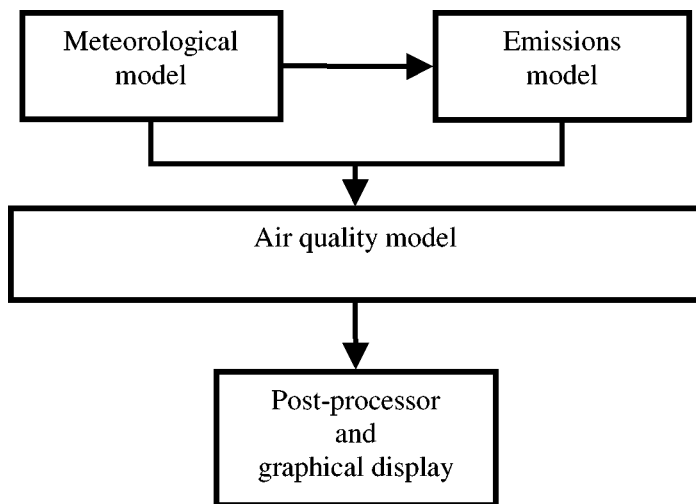 Meteorological
model
Emissions
model
Air quality model
Post-processor
and
graphical display